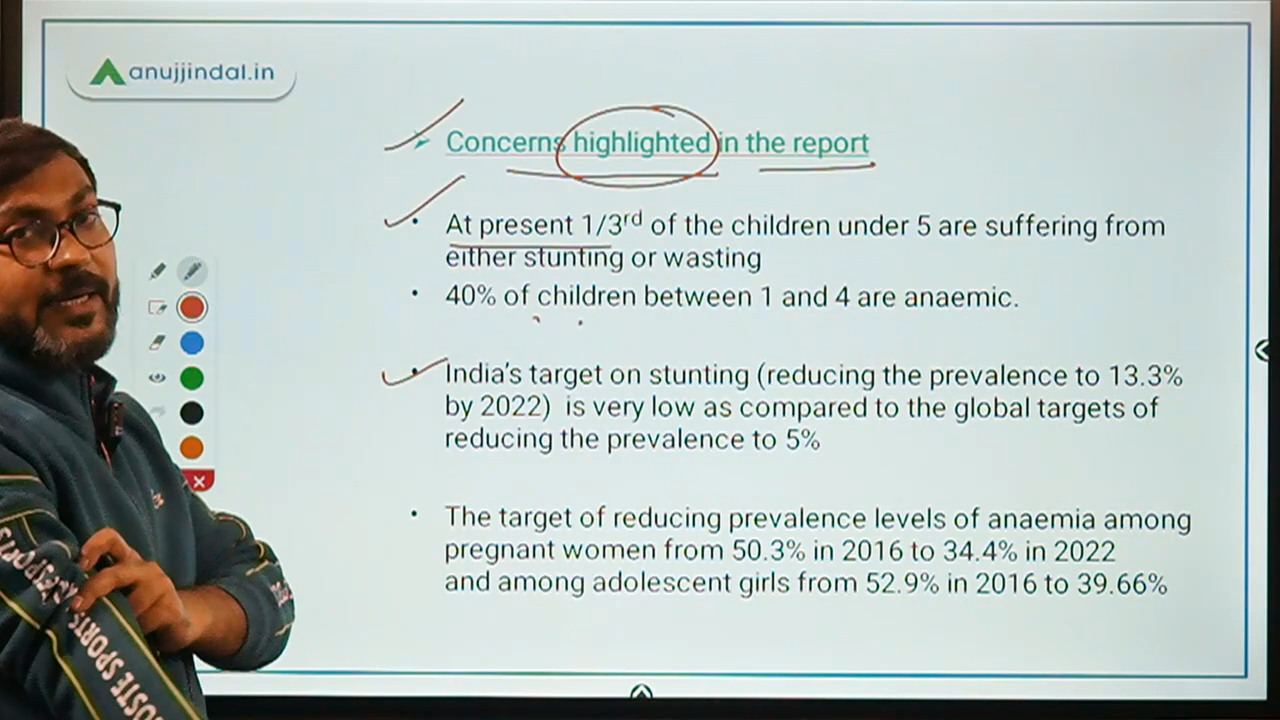 anujjindal.in
Concerns highlighted in the report
At present 1/3rd of the children under 5 are suffering from
either stunting or wasting
40% of children between 1 and 4 are anaemic.
India's target on stunting (reducing the prevalence to 13.3%
by 2022) is very low as compared to the global targets of
reducing the prevalence to 5%
The target of reducing prevalence levels of anaemia among
pregnant women from 50.3% in 2016 to 34.4% in 2022
and among adolescent girls from 52.9% in 2016 to 39.66%
SPORTS